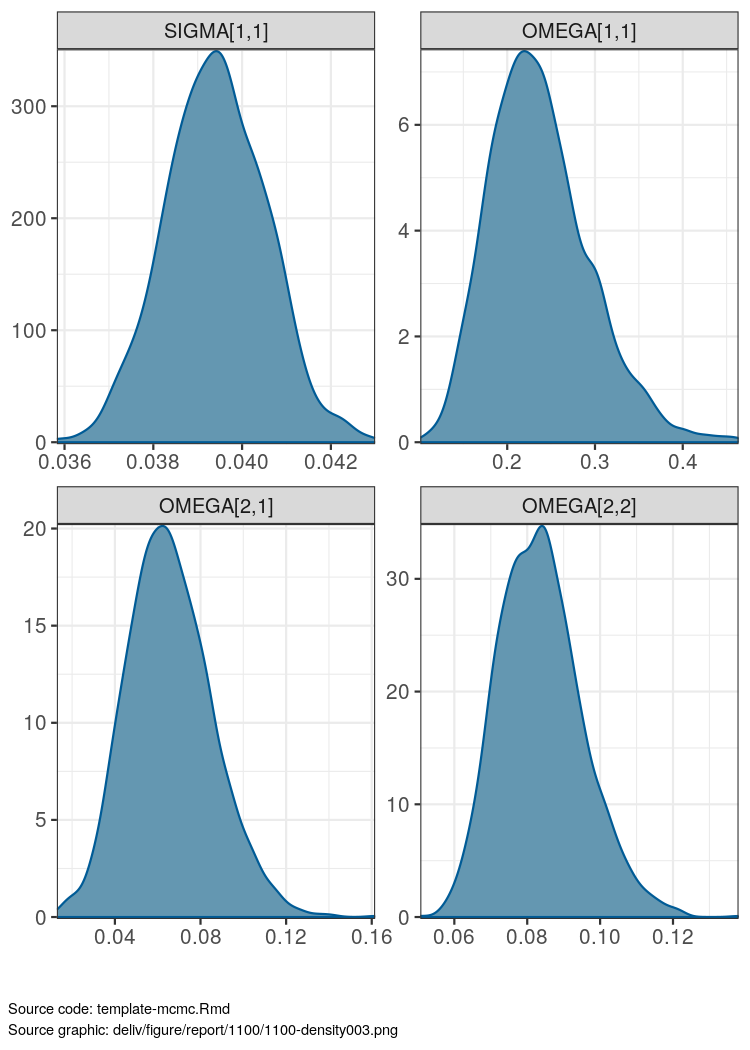 SIGMA[1,1]
OMEGA[1,1]
300
200
100
0
0.036 0.038 0.040 0.042
6
4
2
0
0.2 0.3 0.4
OMEGA[2,1]
OMEGA[2,2]
20
15
10
5
0
0.04 0.08 0.12 0.16
30
20
10
0
0.06 0.08 0.10 0.12
Source code: template-mcmc.Rmd
Source graphic: deliv/figure/report/1100/1100-density003.png